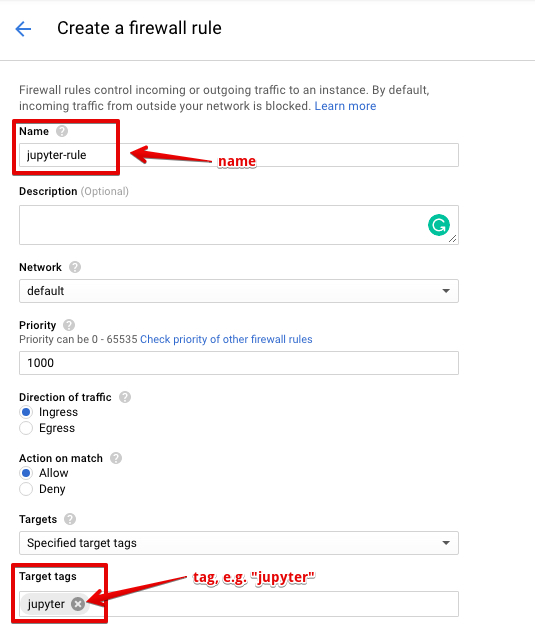 Create a firewall rule
Firewall rules control incoming or outgoing traffic to an instance. By default,
incoming traffic from outside your network is blocked. Learn more
Name ?
jupyter-rule
name
Description (Optional)
Network ?
default
Priority ?
Priority can be 0 - 65535 Check priority of other firewall rules
1000
Direction of traffic ?
Ingress
Egress
Action on match ?
Allow
Deny
Targets ?
Specified target tags
Target tags
tag, e.g. "jupyter"
jupyter